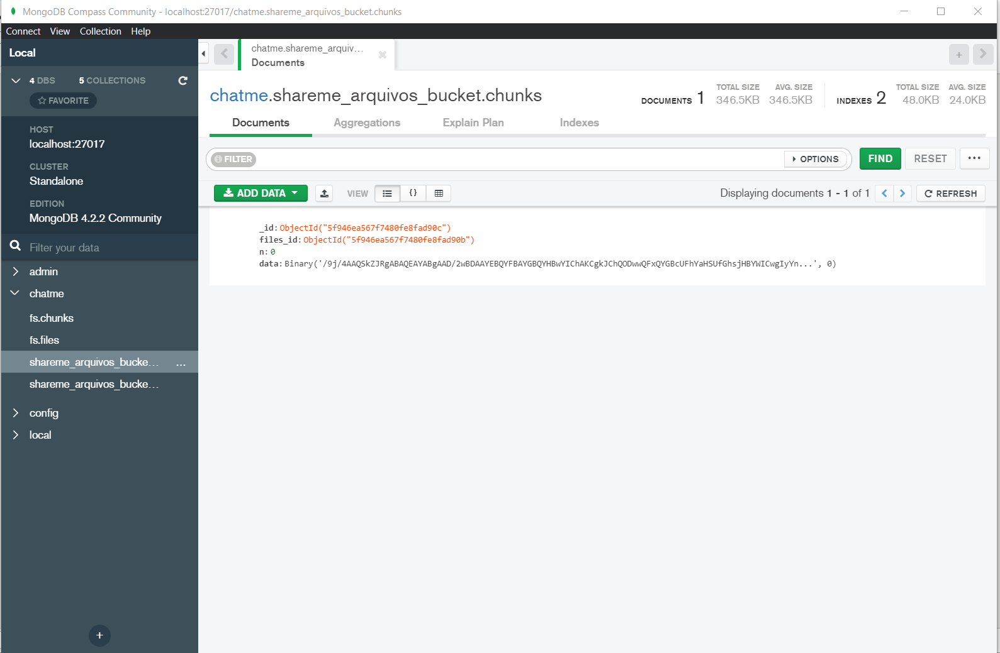 MongoDB Compass Community - localhost:27017/chatme.shareme_arquivos_bucket.chunks
Connect View Collection Help
Local
4 DBS 5 COLLECTIONS
FAVORITE
HOST
localhost:27017
CLUSTER
Standalone
EDITION
MongoDB 4.2.2 Community
Filter your data
admin
chatme
fs.chunks
fs.files
shareme_arquivos_bucke... ...
shareme_arquivos_bucke...
config
local
+
chatme.shareme_arquiv...
Documents
+
chatme.shareme_arquivos_bucket.chunks
DOCUMENTS 1 TOTAL SIZE 346.5KB AVG. SIZE 346.5KB
INDEXES 2 TOTAL SIZE 48.0KB AVG. SIZE 24.0KB
Documents Aggregations Explain Plan Indexes
FILTER OPTIONS FIND RESET ...
ADD DATA VIEW {} Displaying documents 1 - 1 of 1 REFRESH
_id: ObjectId("5f946ea567f7480fe8fad90c")
files_id: ObjectId("5f946ea567f7480fe8fad90b")
n: 0
data: Binary('/9j/4AAQSkZJRgABAQEAYABgAAD/2wBDAAYEBQYFBAYGBQYHBwYIChAKCgkJChQODwwQFxQYGBcUFhYaHSUfGhsjHBYWICwgIyYn...', 0)